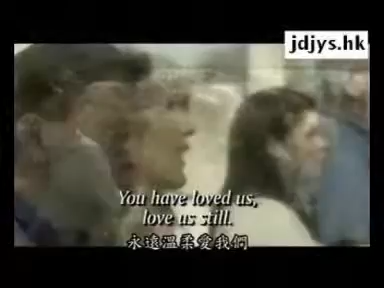 jdjys.hk
You have loved us,
love us still.
永遠溫柔愛我們